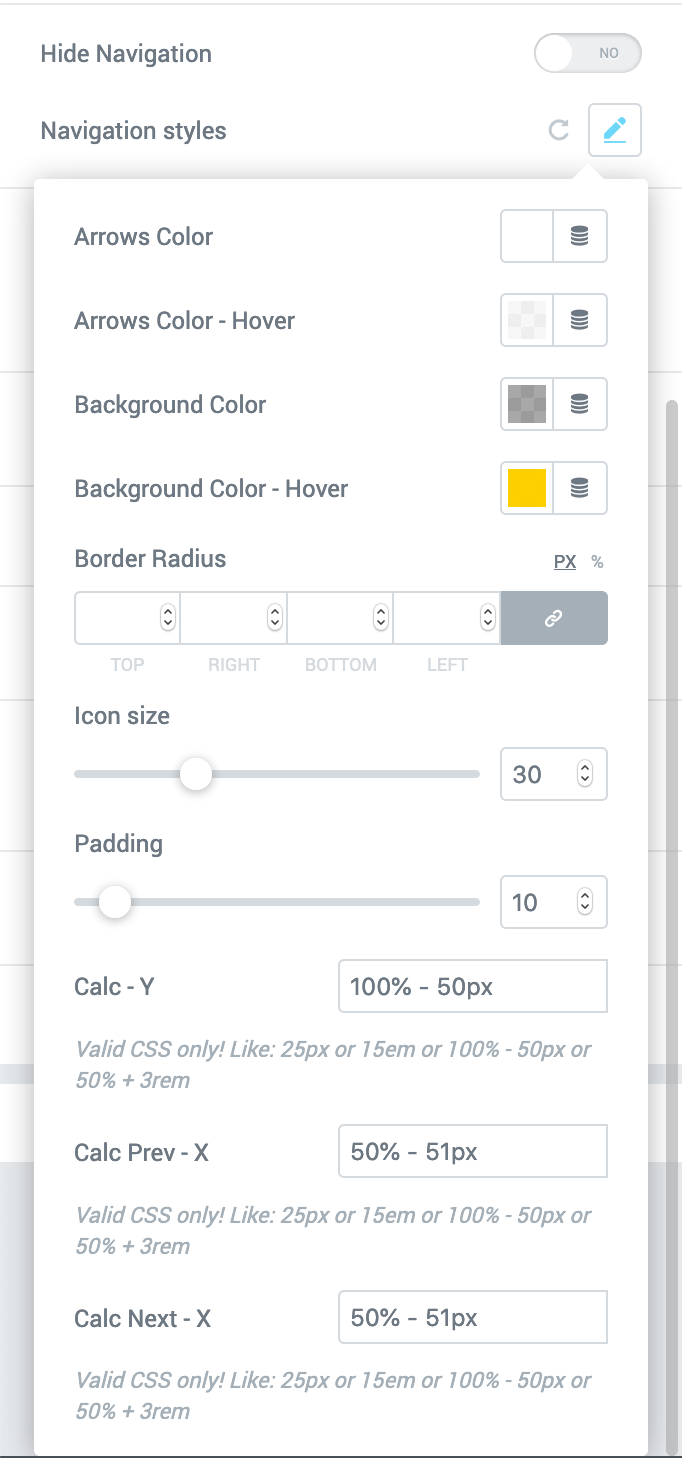 Hide Navigation NO
Navigation styles
Arrows Color
Arrows Color - Hover
Background Color
Background Color - Hover
Border Radius PX %
TOP RIGHT BOTTOM LEFT
Icon size
30
Padding
10
Calc - Y 100% - 50px
Valid CSS only! Like: 25px or 15em or 100% - 50px or
50% + 3rem
Calc Prev - X 50% - 51px
Valid CSS only! Like: 25px or 15em or 100% - 50px or
50% + 3rem
Calc Next - X 50% - 51px
Valid CSS only! Like: 25px or 15em or 100% - 50px or
50% + 3rem